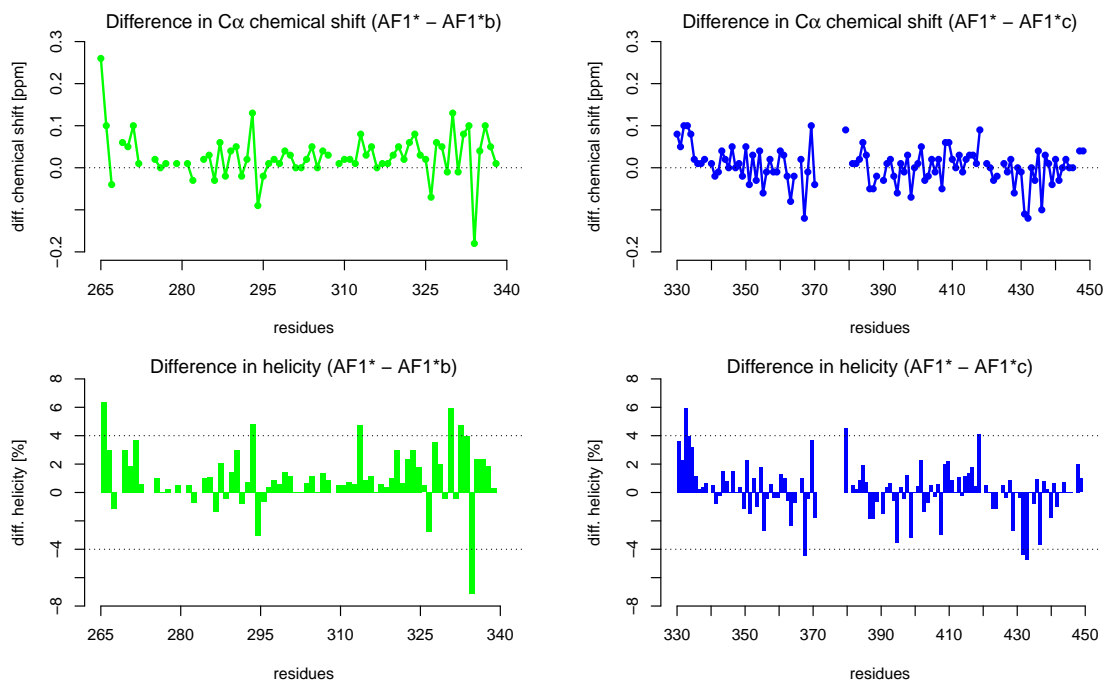 Difference in Cα chemical shift (AF1* − AF1*b)
diff. chemical shift [ppm]
0.3
0.2
0.1
0.0
−0.2
265 280 295 310 325 340
residues
Difference in Cα chemical shift (AF1* − AF1*c)
diff. chemical shift [ppm]
0.3
0.2
0.1
0.0
−0.2
330 350 370 390 410 430 450
residues
Difference in helicity (AF1* − AF1*b)
diff. helicity [%]
8
6
4
2
0
−4
−8
265 280 295 310 325 340
residues
Difference in helicity (AF1* − AF1*c)
diff. helicity [%]
8
6
4
2
0
−4
−8
330 350 370 390 410 430 450
residues